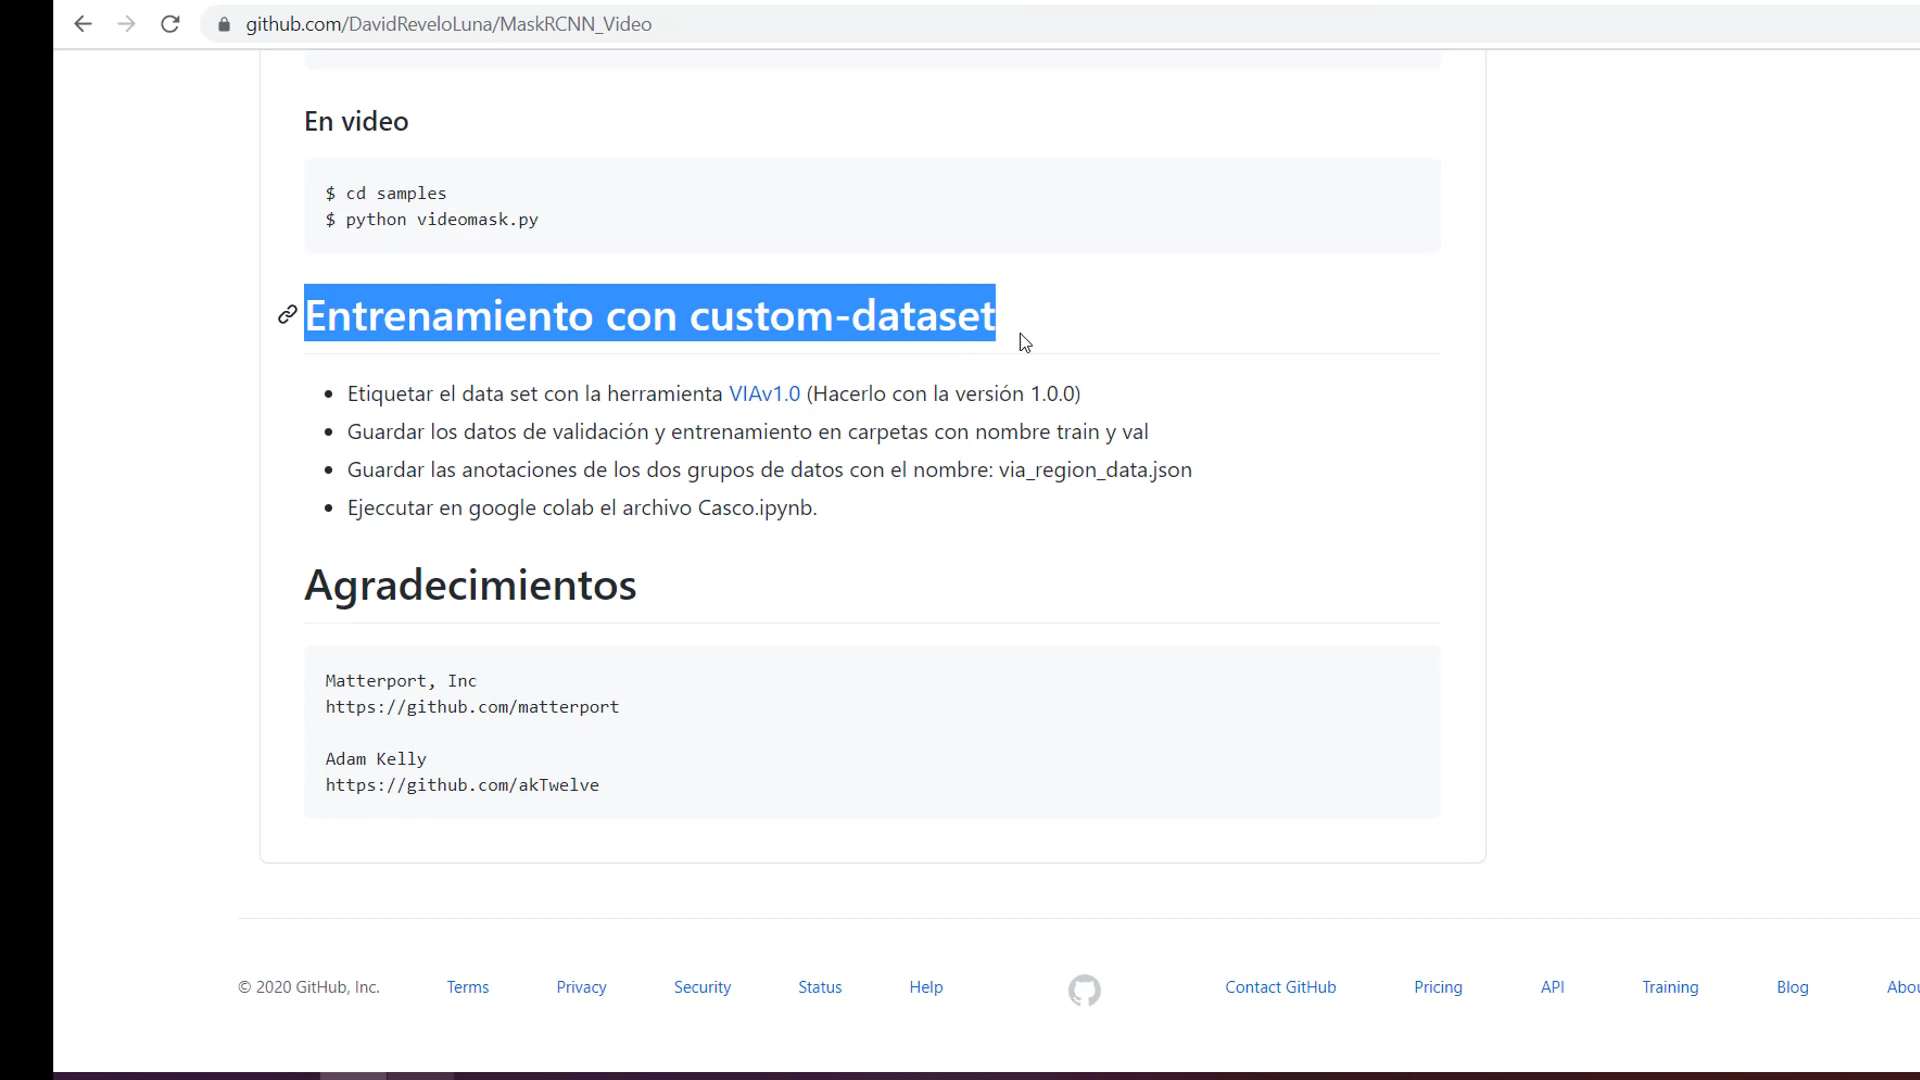 github.com/DavidReveloLuna/MaskRCNN_Video
En video
$ cd samples
$ python videomask.py
Entrenamiento con custom-dataset
Etiquetar el data set con la herramienta VIAv1.0 (Hacerlo con la versión 1.0.0)
Guardar los datos de validación y entrenamiento en carpetas con nombre train y val
Guardar las anotaciones de los dos grupos de datos con el nombre: via_region_data.json
Ejeccutar en google colab el archivo Casco.ipynb.
Agradecimientos
Matterport, Inc
https://github.com/matterport
Adam Kelly
https://github.com/akTwelve
© 2020 GitHub, Inc. Terms Privacy Security Status Help Contact GitHub Pricing API Training Blog Abou